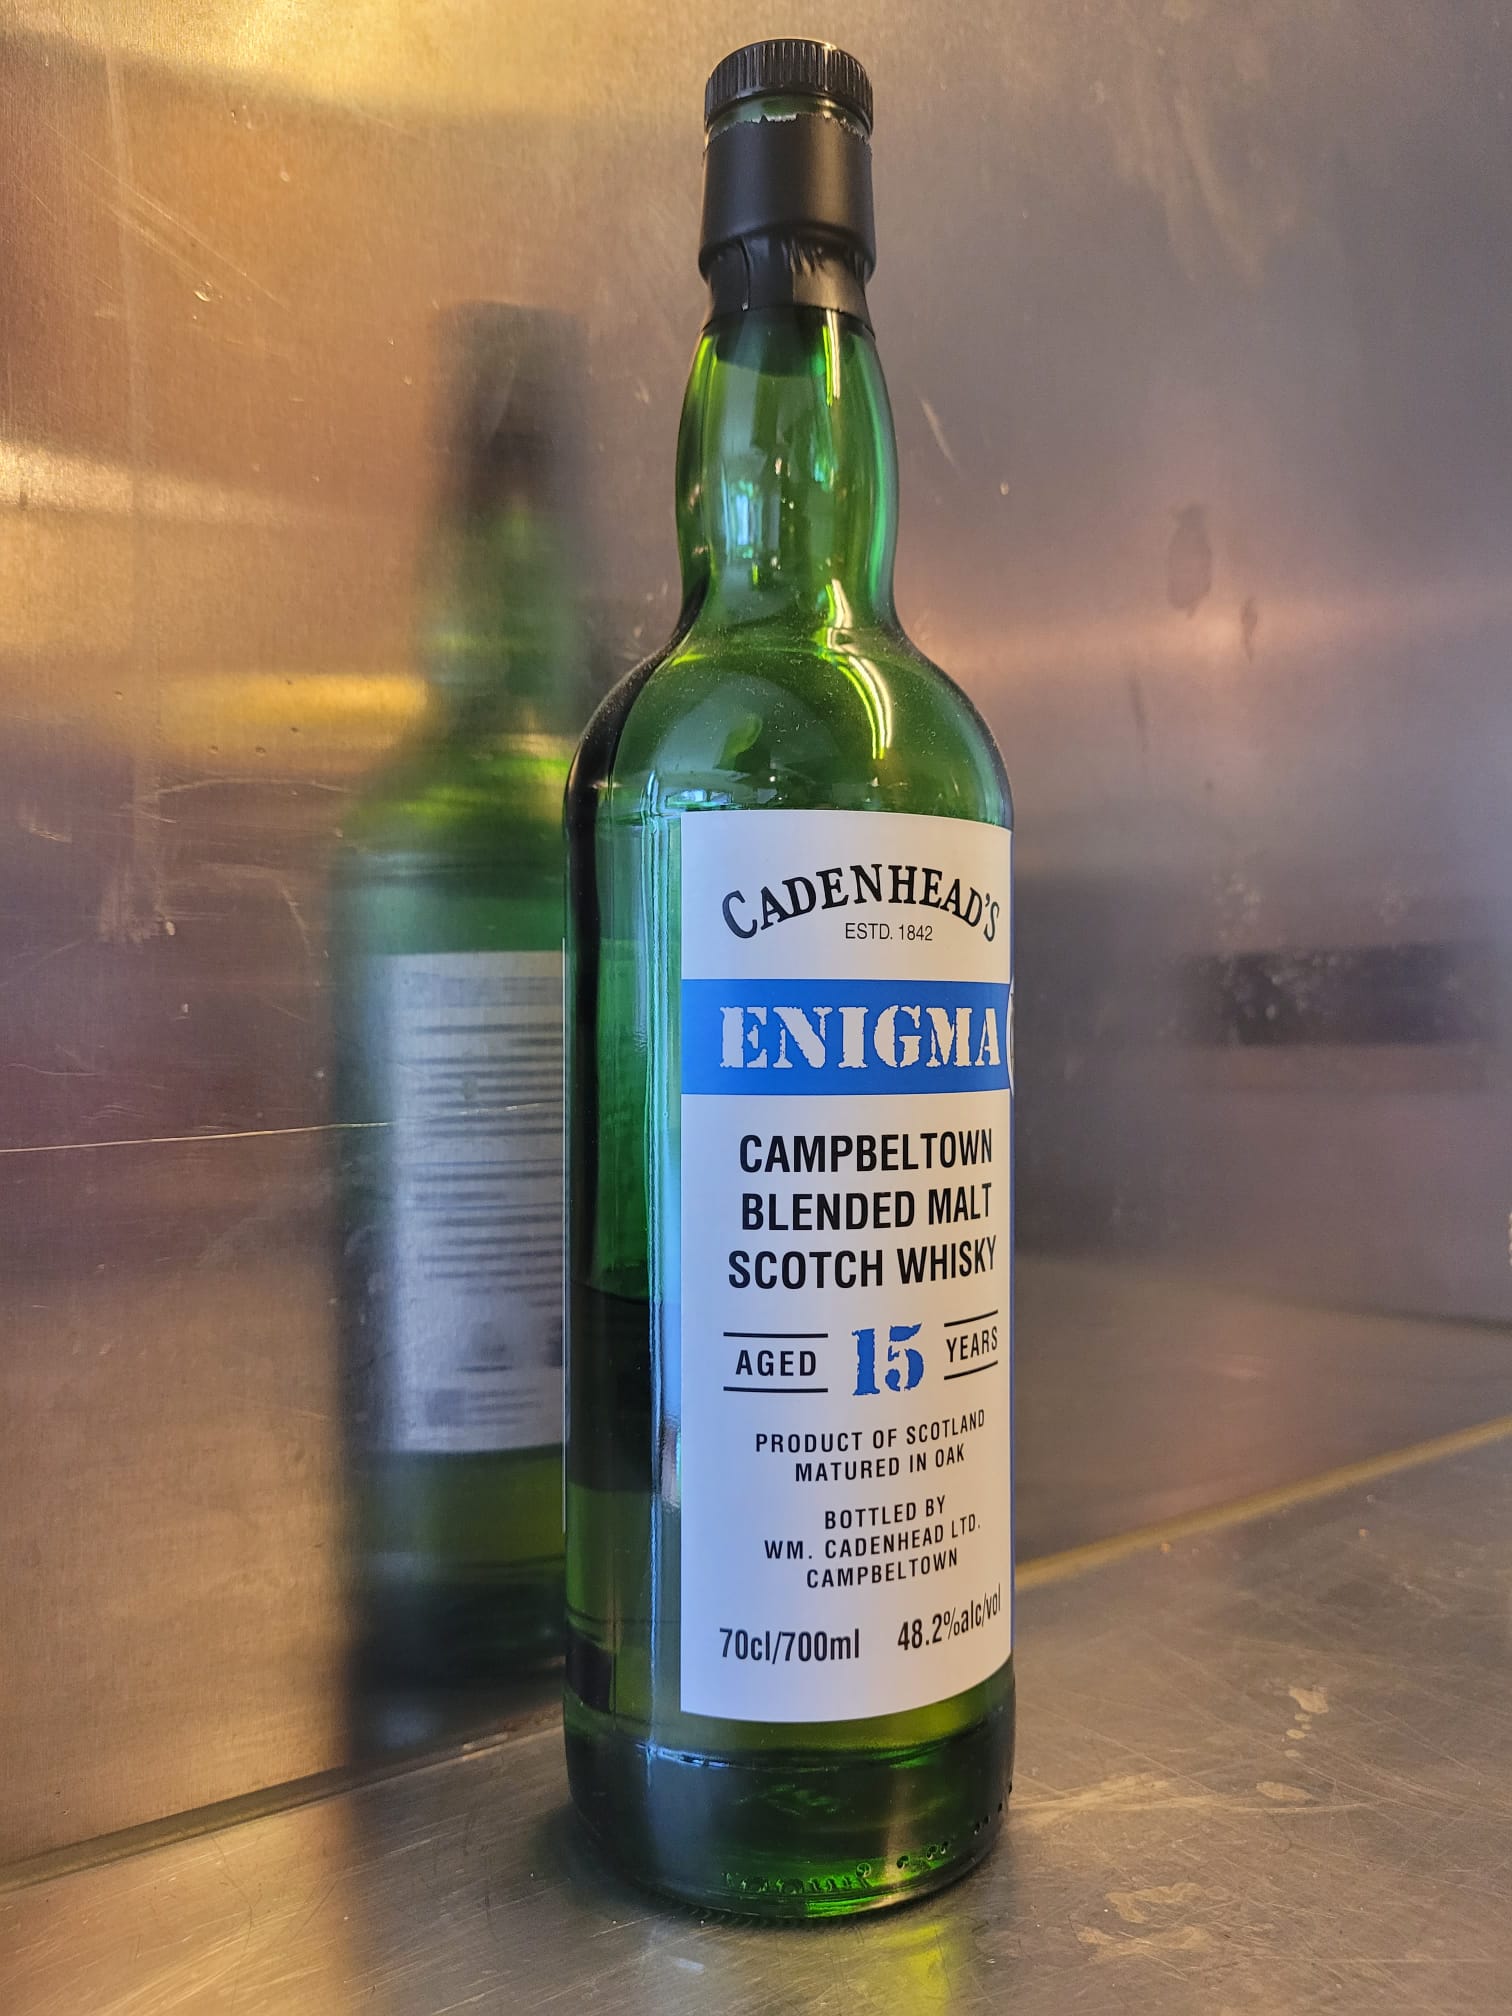 CADENHEAD'S
ESTD. 1842
ENIGMA
CAMPBELTOWN
BLENDED MALT
SCOTCH WHISKY
AGED 15 YEARS
PRODUCT OF SCOTLAND
MATURED IN OAK
BOTTLED BY
WM. CADENHEAD LTD.
CAMPBELTOWN
70cl/700ml 48.2%alc/vol